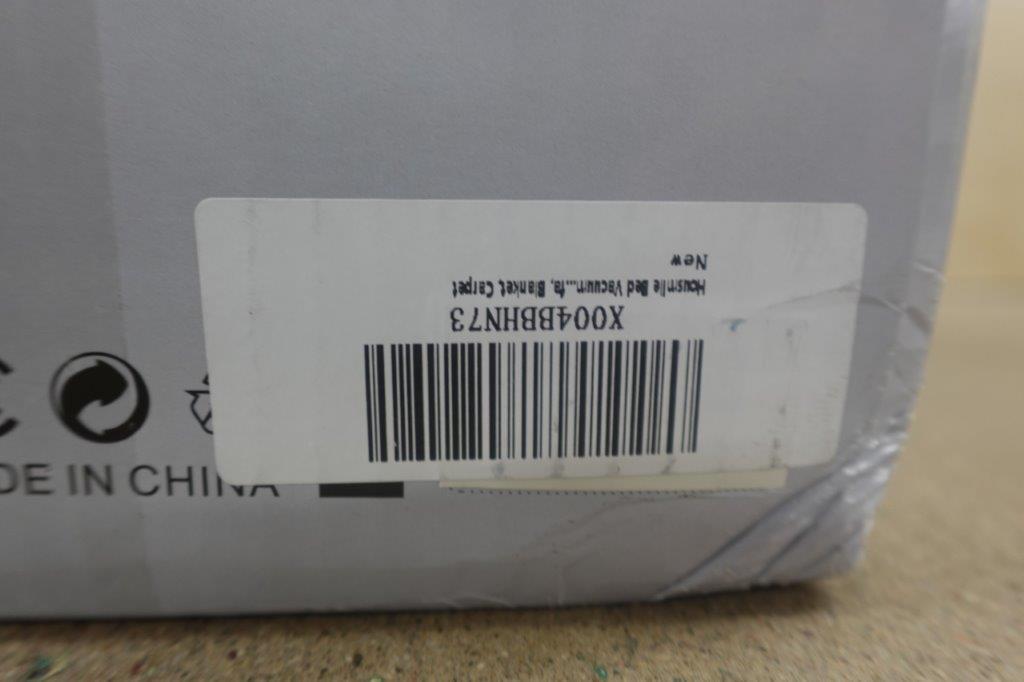 X004BBHN73
Housmile Bed Vacuum...fa, Blanket, Carpet
New
DE IN CHINA